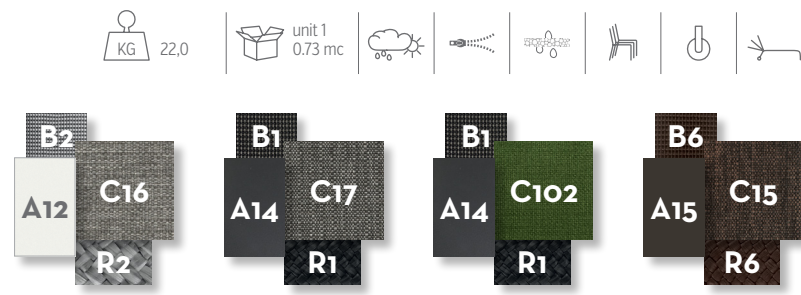 KG 22,0
unit 1
0.73 mc
B2
A12 C16
R2
B1
A14 C17
R1
B1
A14 C102
R1
B6
A15 C15
R6